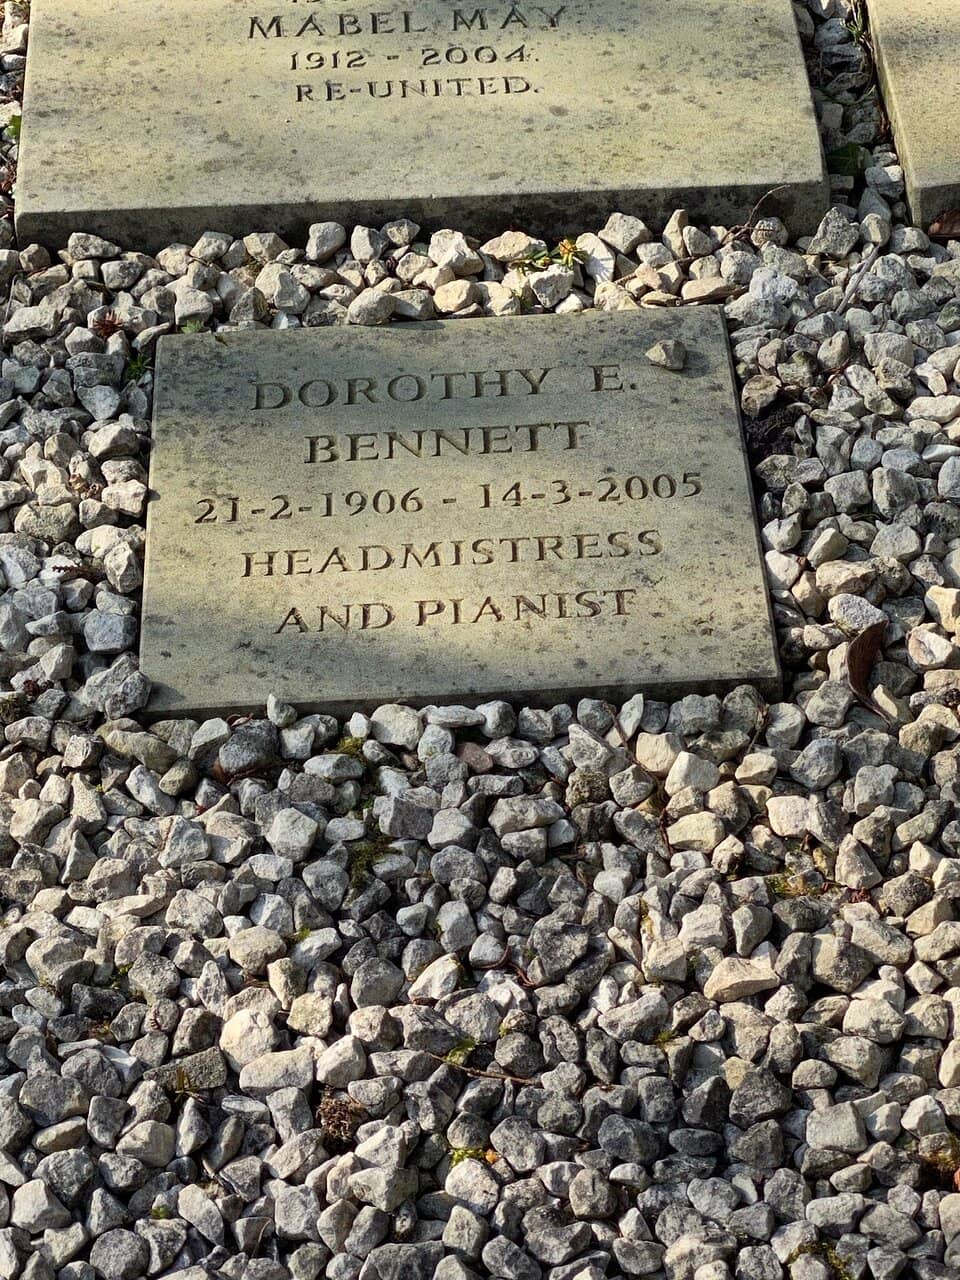 MABEL MAY
1912 - 2004.
RE-UNITED.
DOROTHY E.
BENNETT
21-2-1906 - 14-3-2005
HEADMISTRESS
AND PIANIST